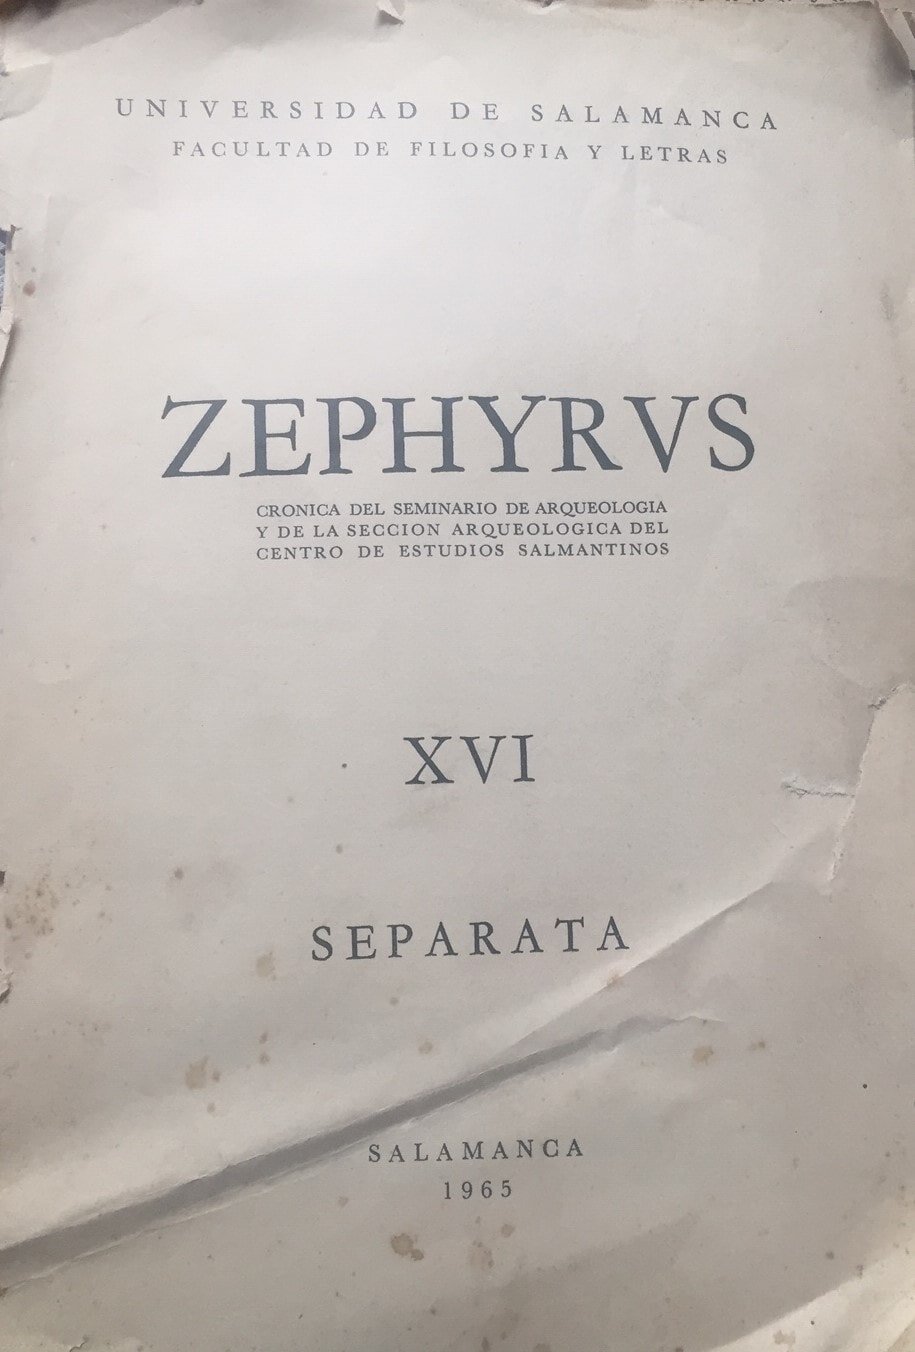 UNIVERSIDAD DE SALAMANCA
FACULTAD DE FILOSOFIA Y LETRAS
ZEPHYRVS
CRONICA DEL SEMINARIO DE ARQUEOLOGIA
Y DE LA SECCION ARQUEOLOGICA DEL
CENTRO DE ESTUDIOS SALMANTINOS
XVI
SEPARATA
SALAMANCA
1965